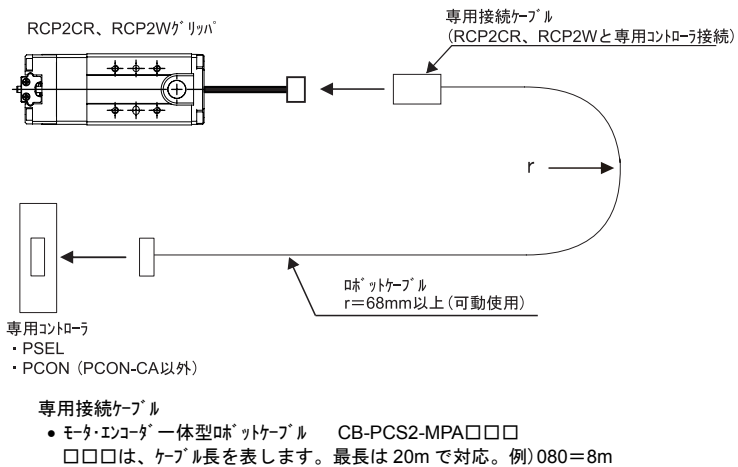 RCP2CR、RCP2Wグリッパ
専用接続ケーブル
(RCP2CR、RCP2Wと専用コントローラ接続)
r
ロボットケーブル
r=68mm以上(可動使用)
専用コントローラ
・PSEL
・PCON(PCON-CA以外)
専用接続ケーブル
● モータ・エンコーダ一体型ロボットケーブル CB-PCS2-MPA□□□
□□□は、ケーブル長を表します。最長は 20m で対応。例)080=8m